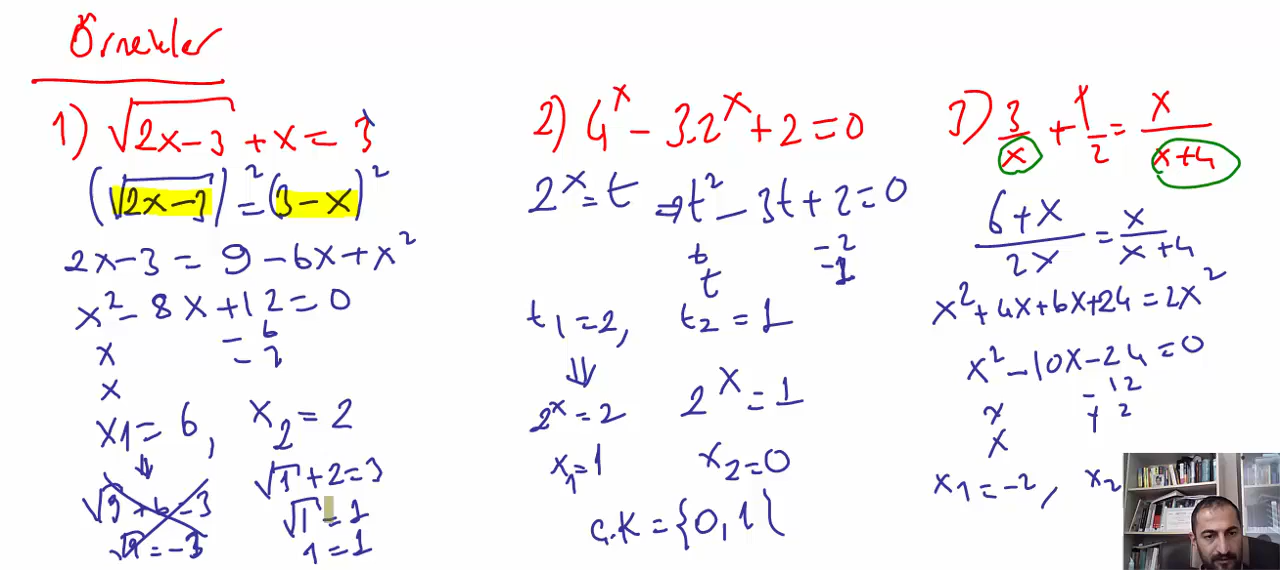 Örnekler
1) √(2x-3) + x = 3
(√(2x-3))² = (3-x)²
2x-3 = 9-6x+x²
x²-8x+12=0
x -6
x -2
x₁=6, x₂=2
⇓
√9+6=3
√9=-3
√1+2=3
√1=1
1=1
2) 4^x - 3.2^x + 2 = 0
2^x = t ⇒ t² - 3t + 2 = 0
t -2
t -1
t₁=2, t₂=1
⇓
2^x=2 2^x=1
x₁=1 x₂=0
Ç.K = {0,1}
3) 3/x + 1/2 = x/(x+4)
(6+x)/2x = x/(x+4)
x²+4x+6x+24=2x²
x²-10x-24=0
x -12
x +2
x₁=-2, x₂